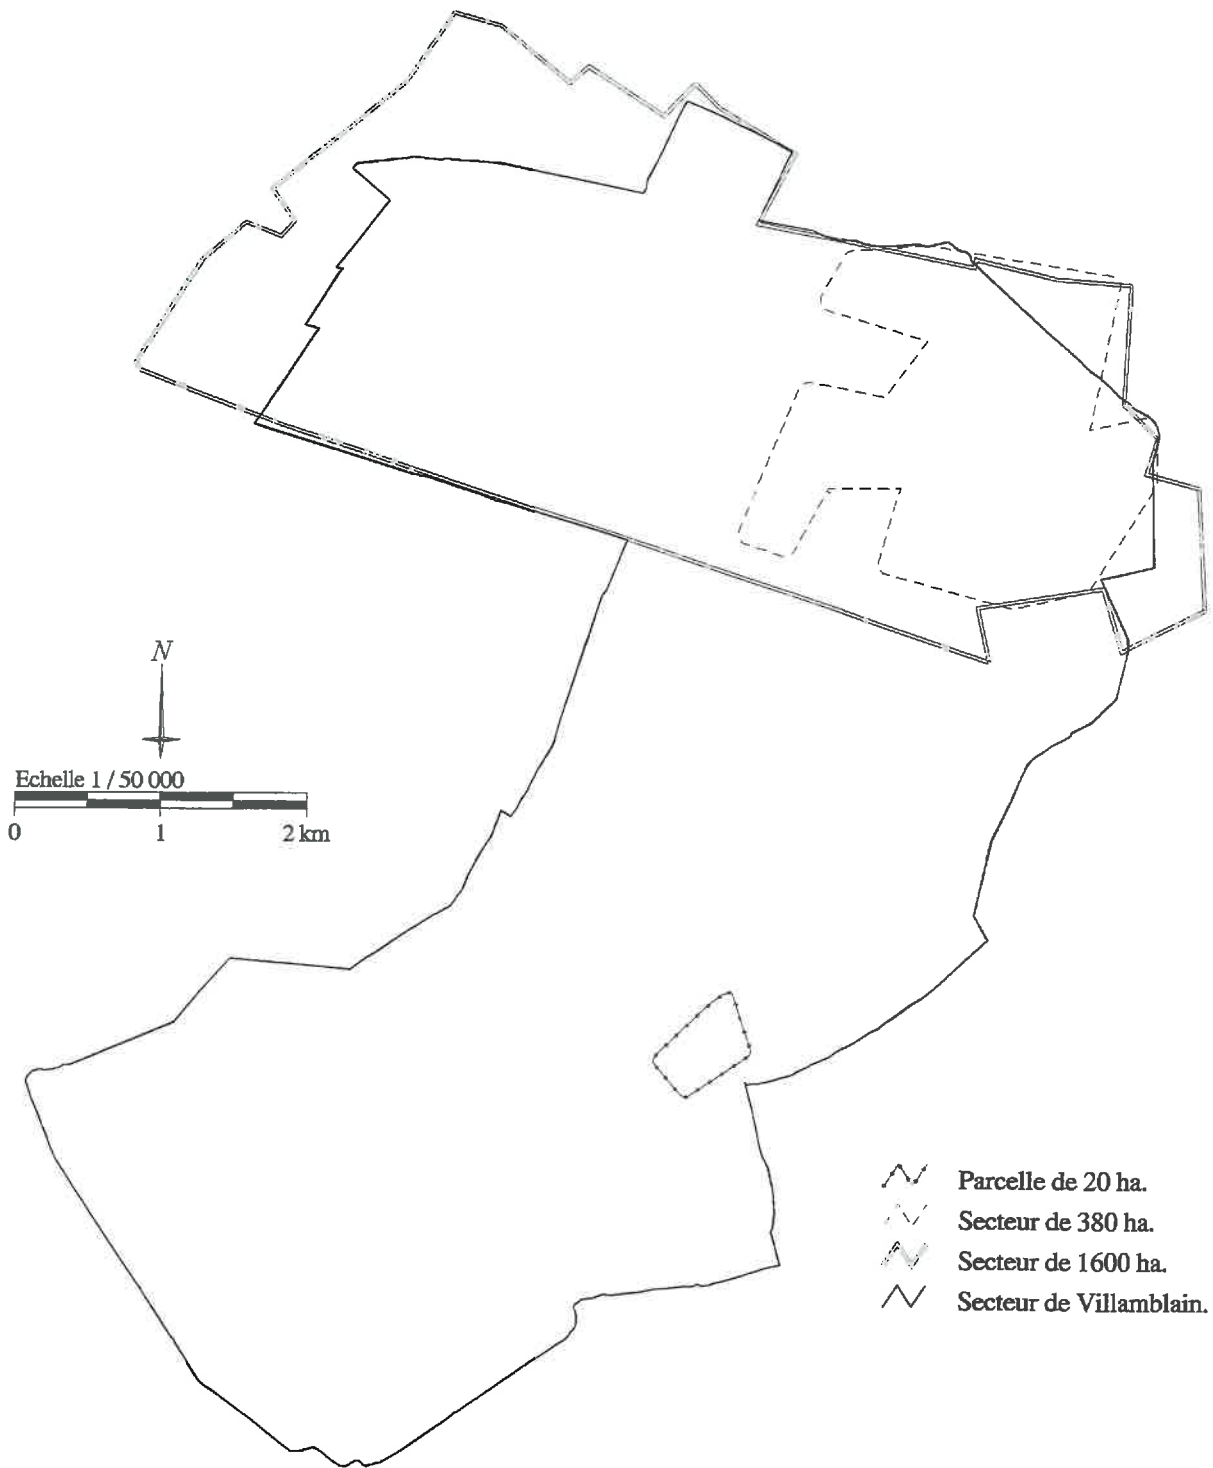 N
Echelle 1 / 50 000
0 1 2 km
Parcelle de 20 ha.
Secteur de 380 ha.
Secteur de 1600 ha.
Secteur de Villamblain.